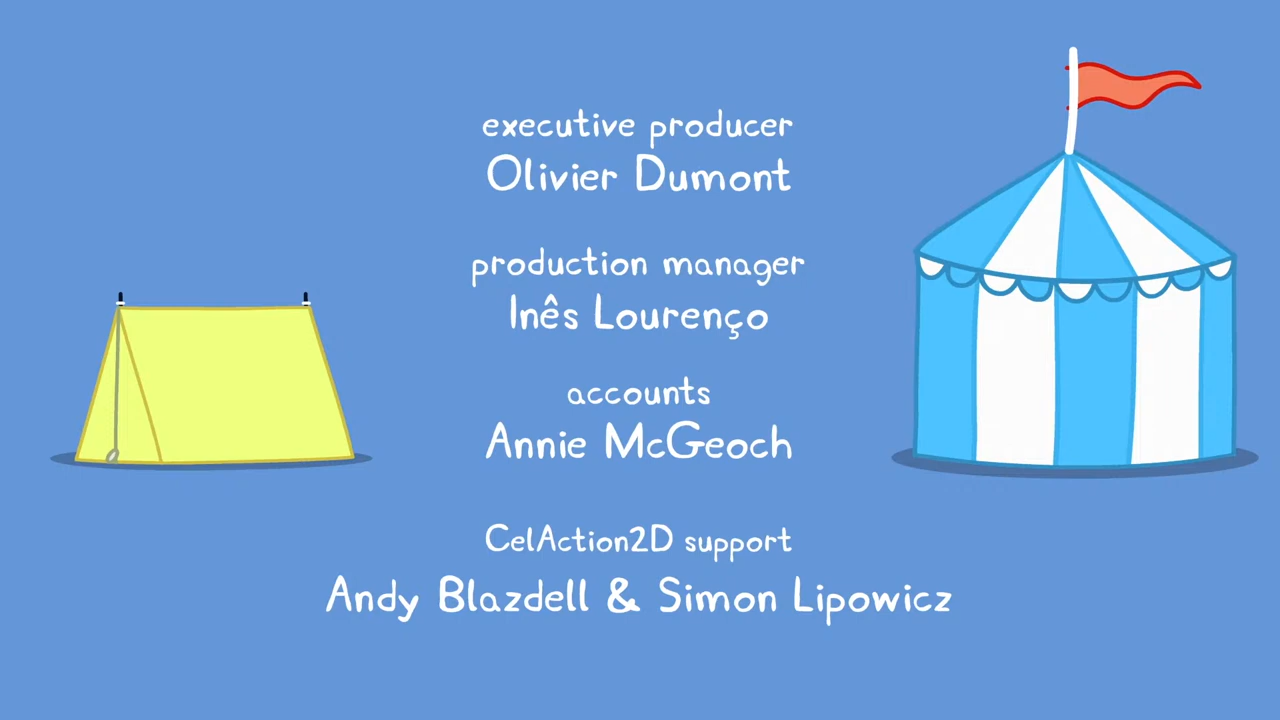 executive producer
Olivier Dumont
production manager
Inês Lourenço
accounts
Annie McGeoch
CelAction2D support
Andy Blazdell & Simon Lipowicz